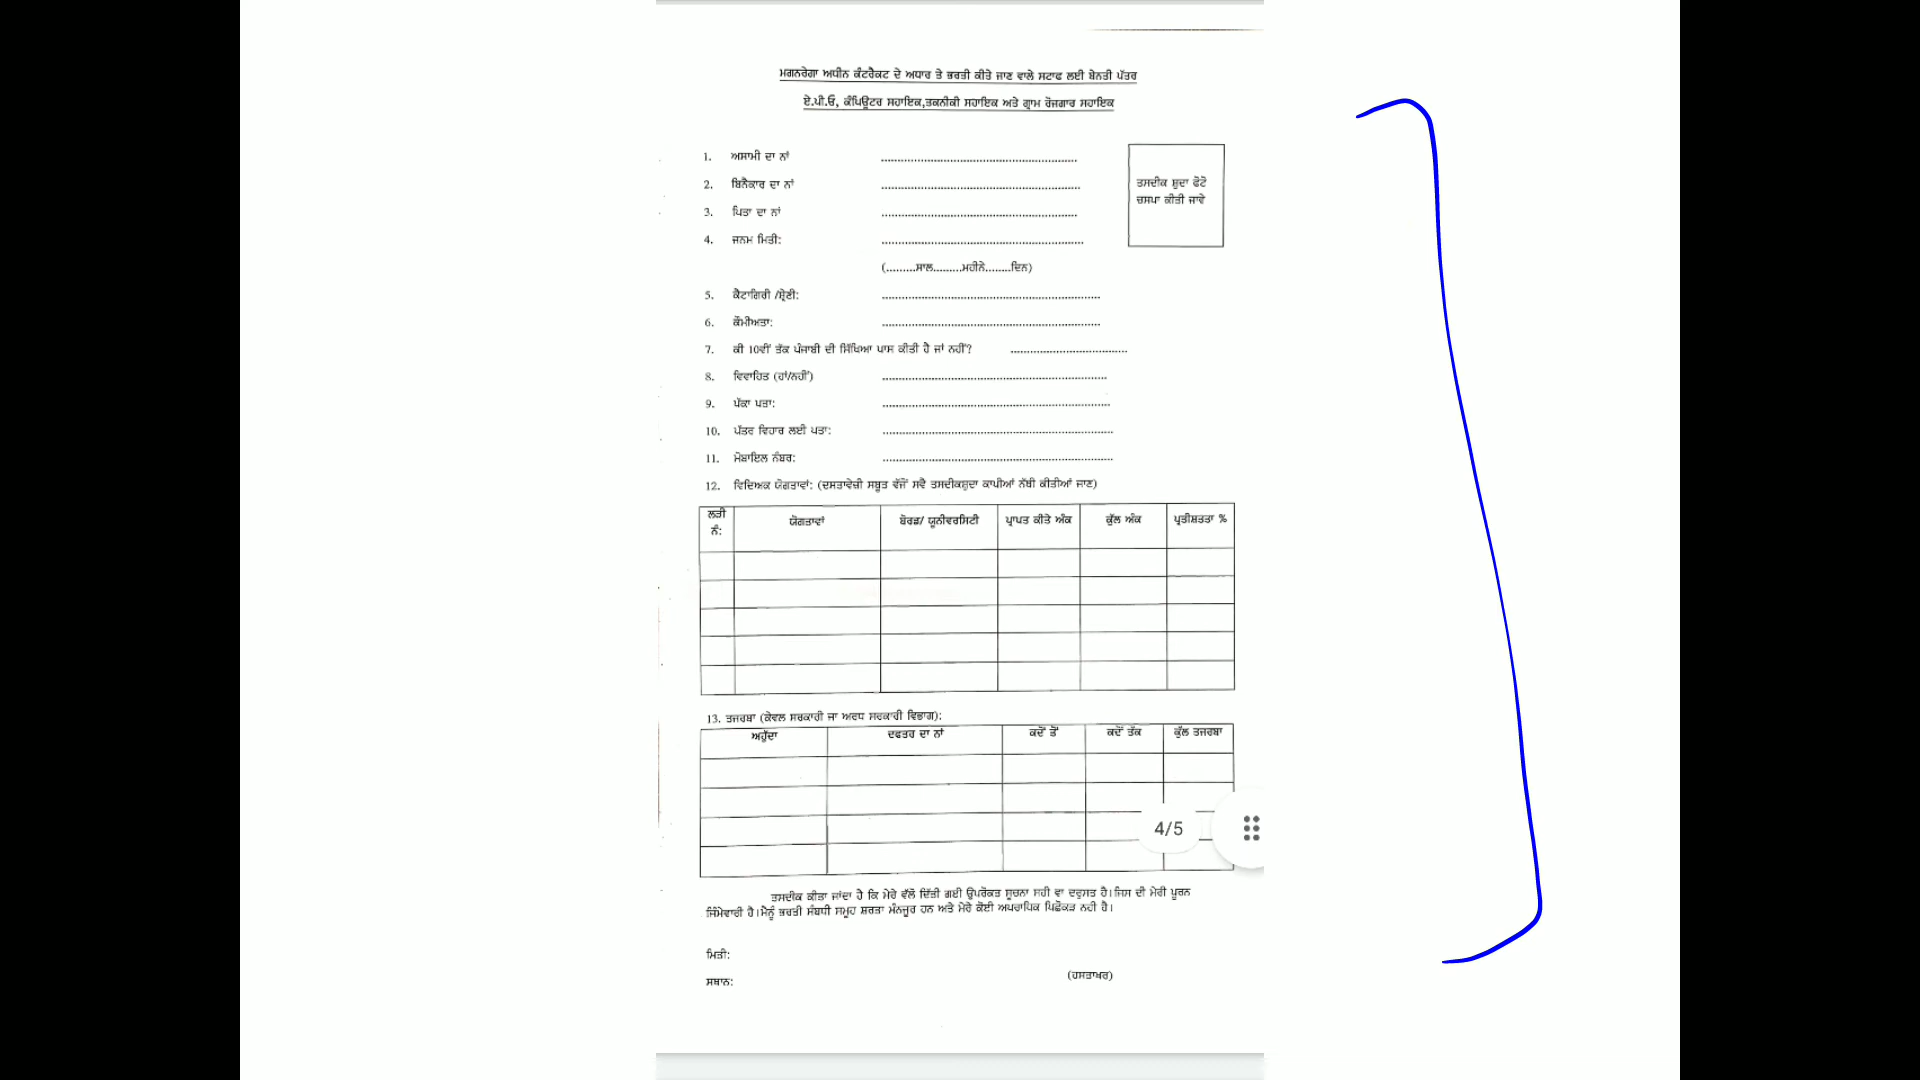 ਮਗਨਰੇਗਾ ਅਧੀਨ ਕੰਟਰੈਕਟ ਦੇ ਅਧਾਰ ਤੇ ਭਰਤੀ ਕੀਤੇ ਜਾਣ ਵਾਲੇ ਸਟਾਫ ਲਈ ਬੇਨਤੀ ਪੱਤਰ
ਏ.ਪੀ.ਓ, ਕੰਪਿਊਟਰ ਸਹਾਇਕ,ਤਕਨੀਕੀ ਸਹਾਇਕ ਅਤੇ ਗ੍ਰਾਮ ਰੋਜਗਾਰ ਸਹਾਇਕ
1. ਅਸਾਮੀ ਦਾ ਨਾਂ ............................................................
2. ਬਿਨੈਕਾਰ ਦਾ ਨਾਂ ............................................................
ਤਸਦੀਕ ਸ਼ੁਦਾ ਫੋਟੋ
ਚਸਪਾ ਕੀਤੀ ਜਾਵੇ
3. ਪਿਤਾ ਦਾ ਨਾਂ ............................................................
4. ਜਨਮ ਮਿਤੀ: ............................................................
(.........ਸਾਲ.........ਮਹੀਨੇ........ਦਿਨ)
5. ਕੈਟਾਗਿਰੀ /ਸ਼੍ਰੇਣੀ: ............................................................
6. ਕੌਮੀਅਤਾ: ............................................................
7. ਕੀ 10ਵੀਂ ਤੱਕ ਪੰਜਾਬੀ ਦੀ ਸਿੱਖਿਆ ਪਾਸ ਕੀਤੀ ਹੈ ਜਾਂ ਨਹੀਂ? ....................................
8. ਵਿਵਾਹਿਤ (ਹਾਂ/ਨਹੀਂ) ............................................................
9. ਪੱਕਾ ਪਤਾ: ............................................................
10. ਪੱਤਰ ਵਿਹਾਰ ਲਈ ਪਤਾ: ............................................................
11. ਮੋਬਾਇਲ ਨੰਬਰ: ............................................................
12. ਵਿਦਿਅਕ ਯੋਗਤਾਵਾਂ: (ਦਸਤਾਵੇਜ਼ੀ ਸਬੂਤ ਵੱਜੋਂ ਸਵੈ ਤਸਦੀਕਸ਼ੁਦਾ ਕਾਪੀਆਂ ਨੱਥੀ ਕੀਤੀਆਂ ਜਾਣ)
ਲੜੀ ਨੰ: ਯੋਗਤਾਵਾਂ ਬੋਰਡ/ ਯੂਨੀਵਰਸਿਟੀ ਪ੍ਰਾਪਤ ਕੀਤੇ ਅੰਕ ਕੁੱਲ ਅੰਕ ਪ੍ਰਤੀਸ਼ਤਤਾ %
13. ਤਜਰਬਾ (ਕੇਵਲ ਸਰਕਾਰੀ ਜਾ ਅਰਧ ਸਰਕਾਰੀ ਵਿਭਾਗ):
ਅਹੁੱਦਾ ਦਫਤਰ ਦਾ ਨਾਂ ਕਦੋਂ ਤੋਂ ਕਦੋਂ ਤੱਕ ਕੁੱਲ ਤਜਰਬਾ
4/5
ਤਸਦੀਕ ਕੀਤਾ ਜਾਂਦਾ ਹੈ ਕਿ ਮੇਰੇ ਵੱਲੋਂ ਦਿੱਤੀ ਗਈ ਉਪਰੋਕਤ ਸੂਚਨਾ ਸਹੀ ਵਾ ਦਰੁਸਤ ਹੈ।ਜਿਸ ਦੀ ਮੇਰੀ ਪੂਰਨ
ਜਿੰਮੇਵਾਰੀ ਹੈ।ਮੈਨੂੰ ਭਰਤੀ ਸੰਬਧੀ ਸਮੂਹ ਸ਼ਰਤਾ ਮੰਨਜੂਰ ਹਨ ਅਤੇ ਮੇਰੇ ਕੋਈ ਅਪਰਾਧਿਕ ਪਿਛੋਕੜ ਨਹੀ ਹੈ।
ਮਿਤੀ:
ਸਥਾਨ: (ਹਸਤਾਖਰ)